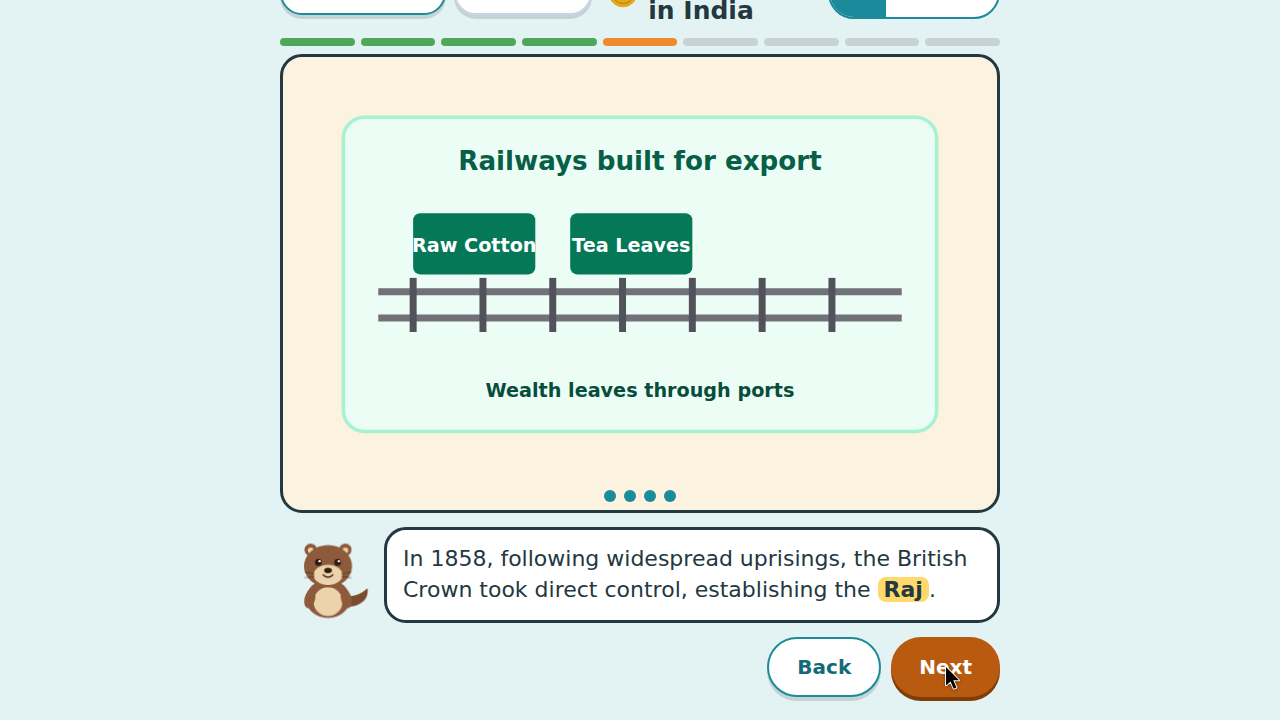 in India
Railways built for export
Raw Cotton
Tea Leaves
Wealth leaves through ports
In 1858, following widespread uprisings, the British
Crown took direct control, establishing the Raj.
Back
Next